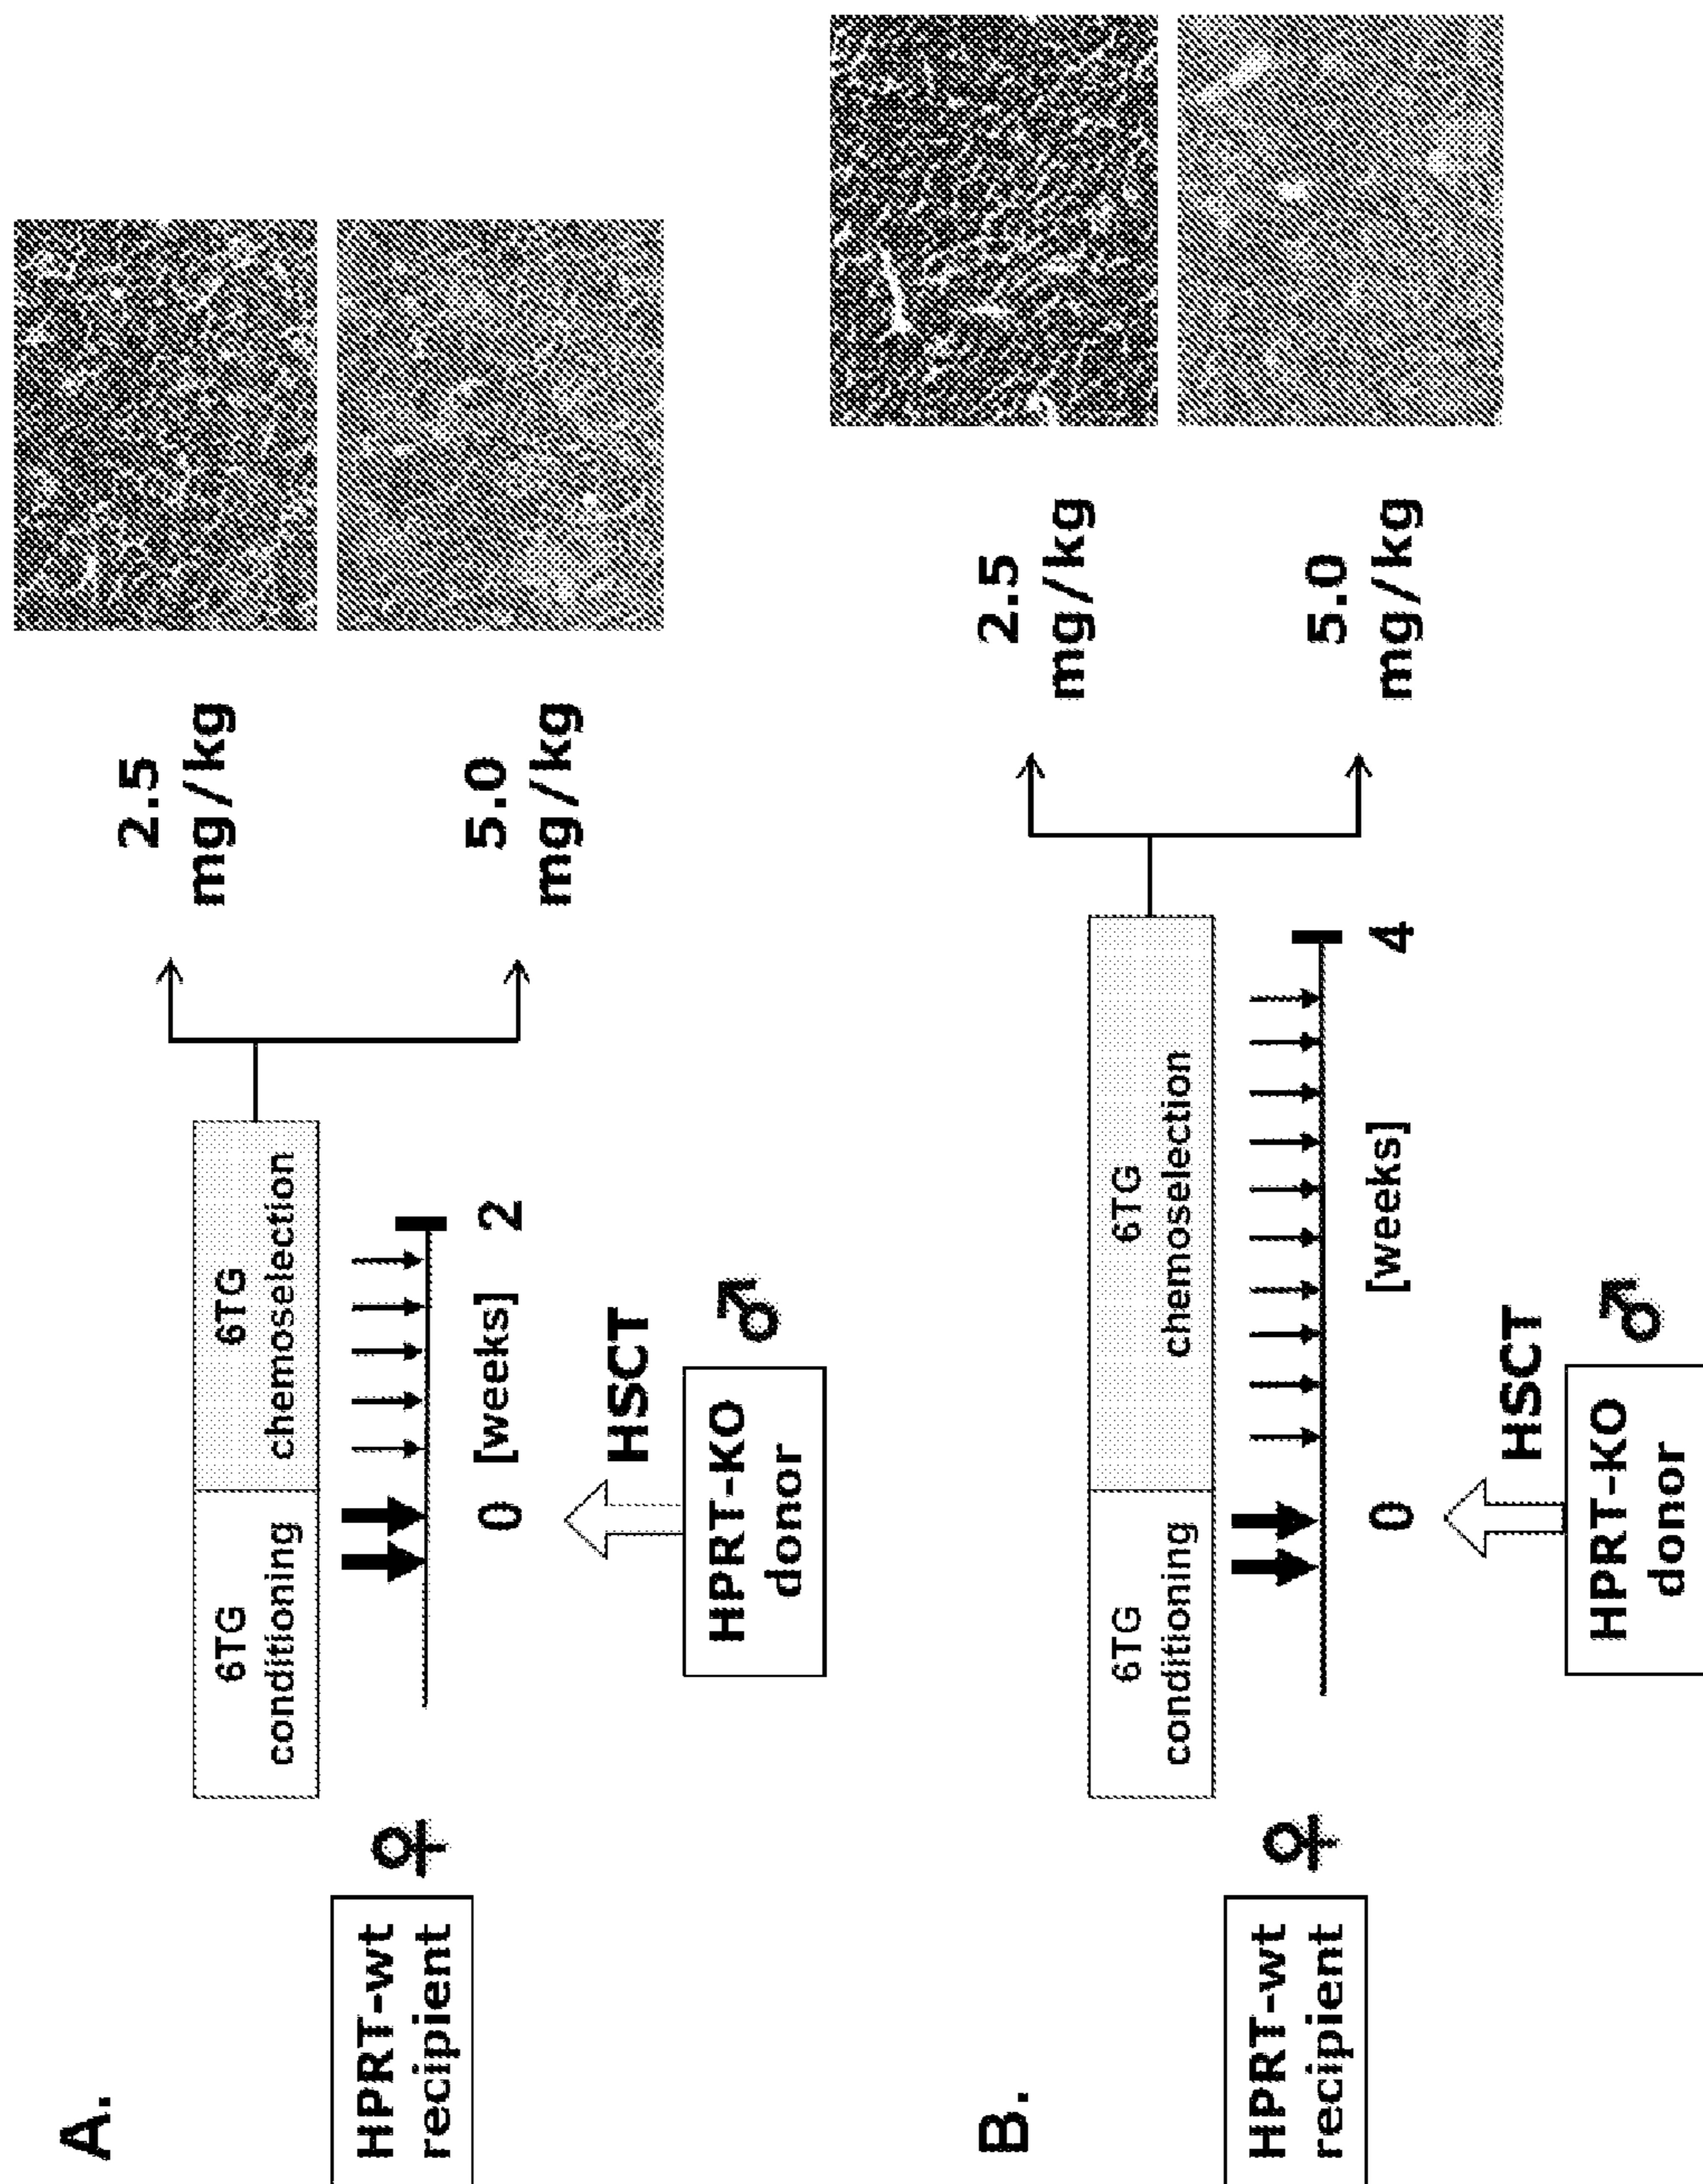 A.
HPRT-wt
recipient
♀
6TG
conditioning
6TG
chemoselection
0 [weeks] 2
HSCT
HPRT-KO
donor
♂
2.5
mg/kg
5.0
mg/kg
B.
HPRT-wt
recipient
♀
6TG
conditioning
6TG
chemoselection
0 [weeks] 4
HSCT
HPRT-KO
donor
♂
2.5
mg/kg
5.0
mg/kg